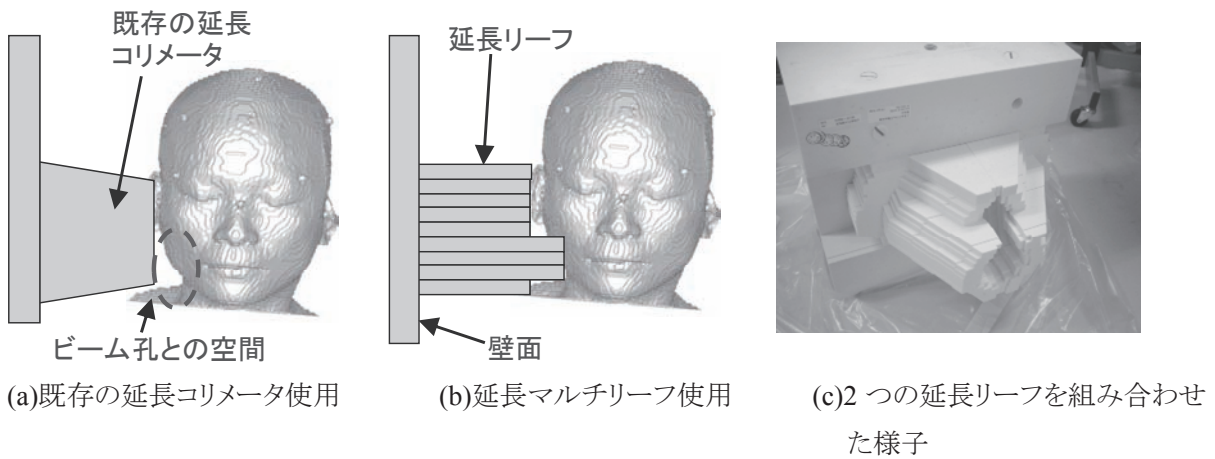 既存の延長
コリメータ
ビーム孔との空間
(a)既存の延長コリメータ使用
延長リーフ
壁面
(b)延長マルチリーフ使用
(c)2 つの延長リーフを組み合わせ
た様子